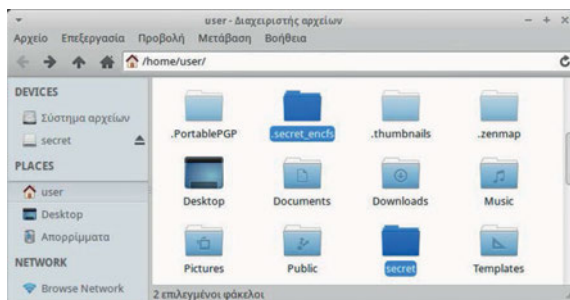 user - Διαχειριστής αρχείων
Αρχείο Επεξεργασία Προβολή Μετάβαση Βοήθεια
/home/user/
DEVICES
Σύστημα αρχείων
secret
PLACES
user
Desktop
Απορρίμματα
NETWORK
Browse Network
.PortablePGP .secret_encfs .thumbnails .zenmap
Desktop Documents Downloads Music
Pictures Public secret Templates
2 επιλεγμένοι φάκελοι